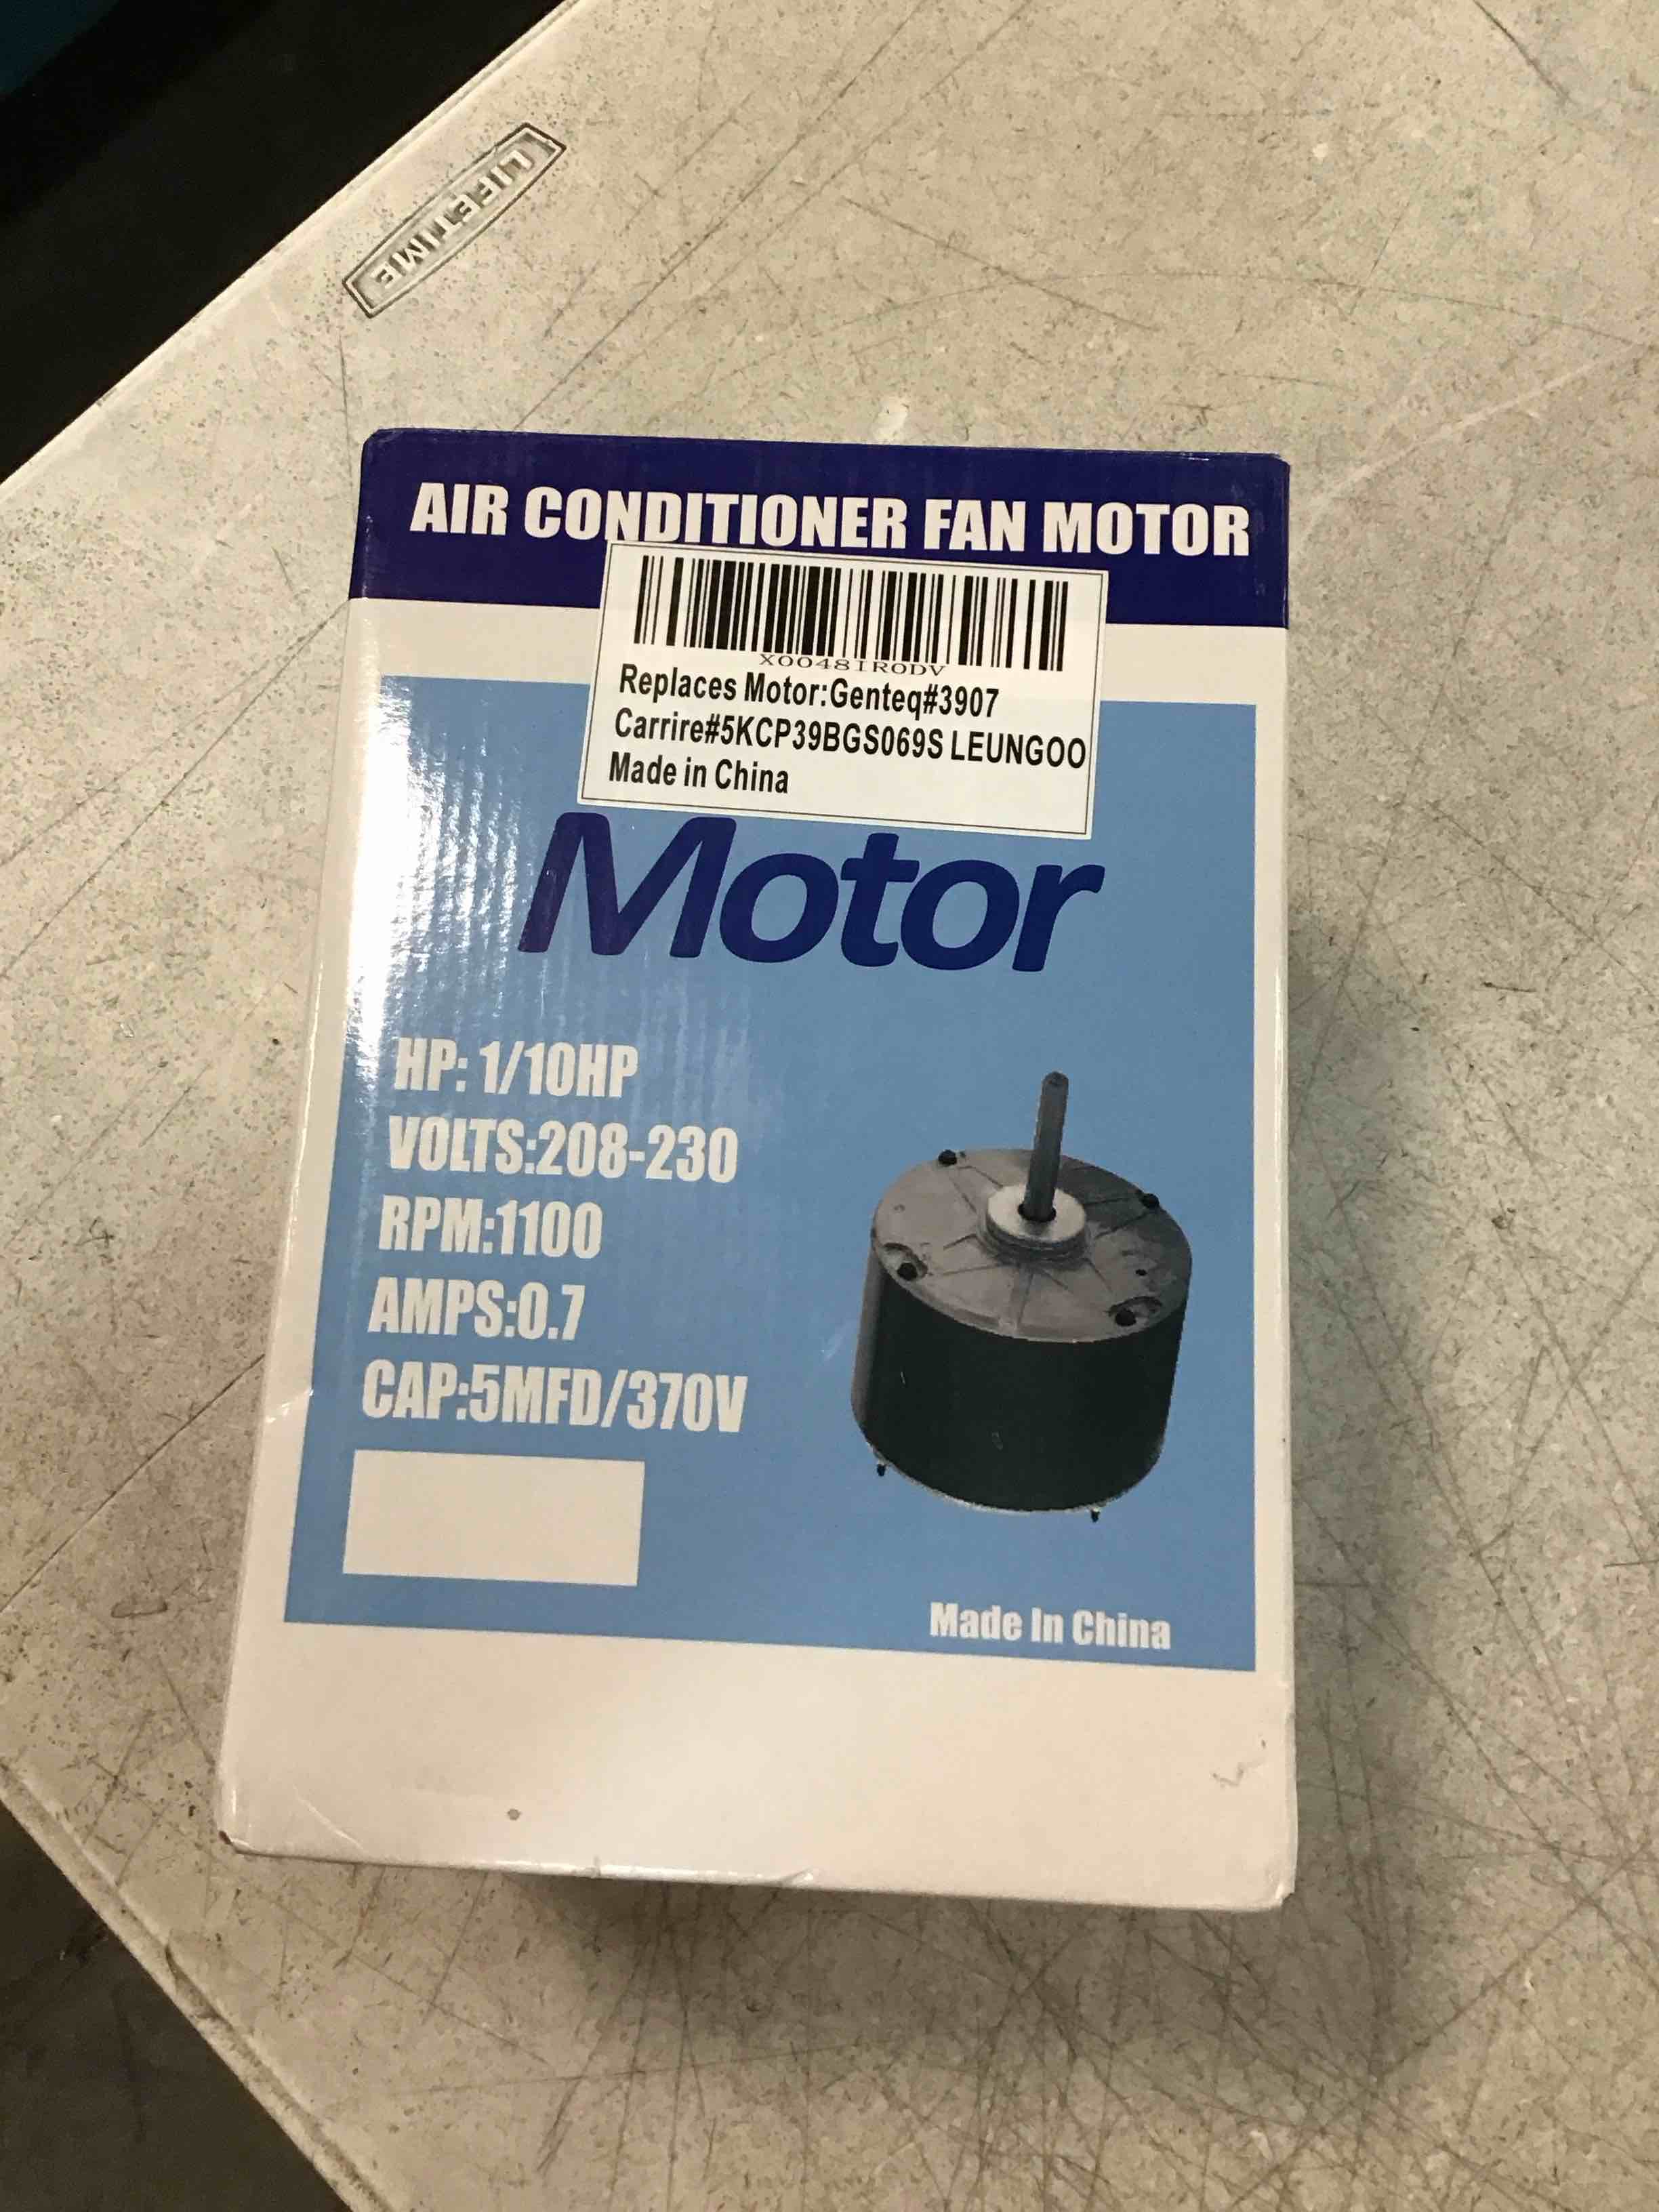 LIFETIME
AIR CONDITIONER FAN MOTOR
X0048IRODV
Replaces Motor:Genteq#3907
Carrire#5KCP39BGS069S LEUNGOO
Made in China
Motor
HP: 1/10HP
VOLTS:208-230
RPM:1100
AMPS:0.7
CAP:5MFD/370V
Made In China